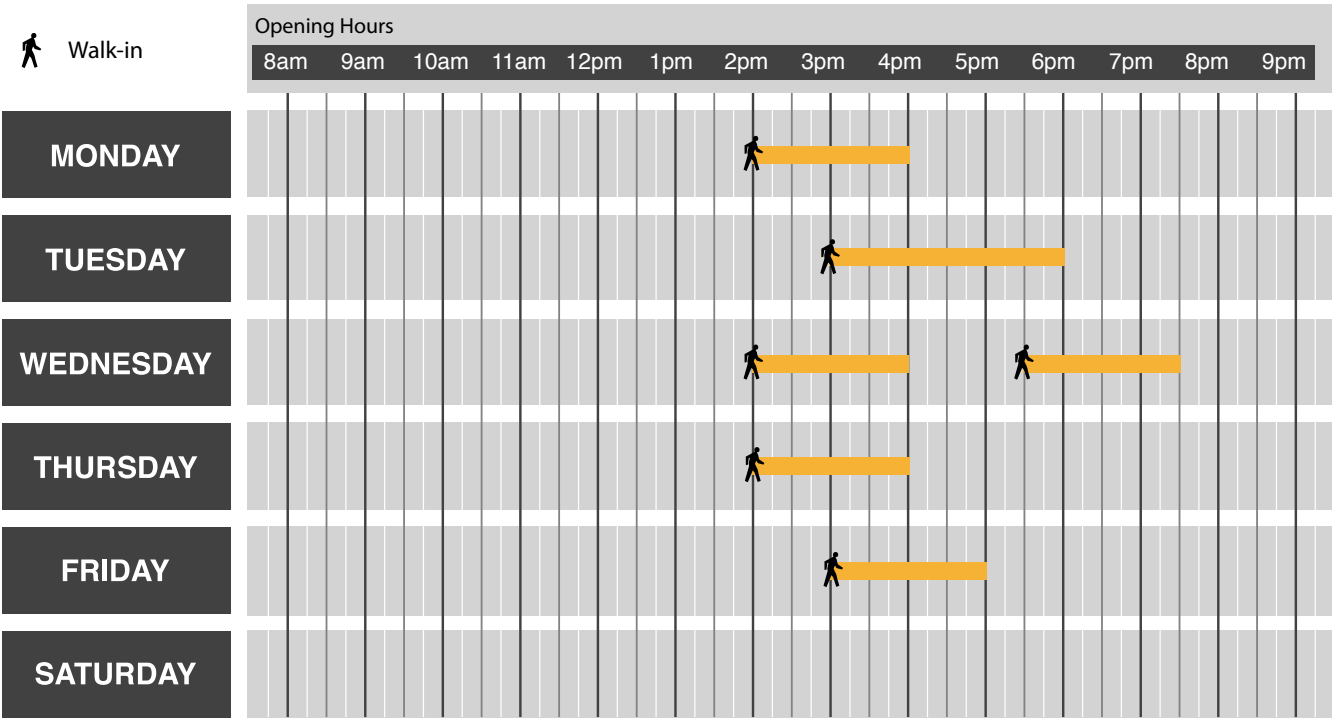 Walk-in
Opening Hours
8am 9am 10am 11am 12pm 1pm 2pm 3pm 4pm 5pm 6pm 7pm 8pm 9pm
MONDAY
TUESDAY
WEDNESDAY
THURSDAY
FRIDAY
SATURDAY